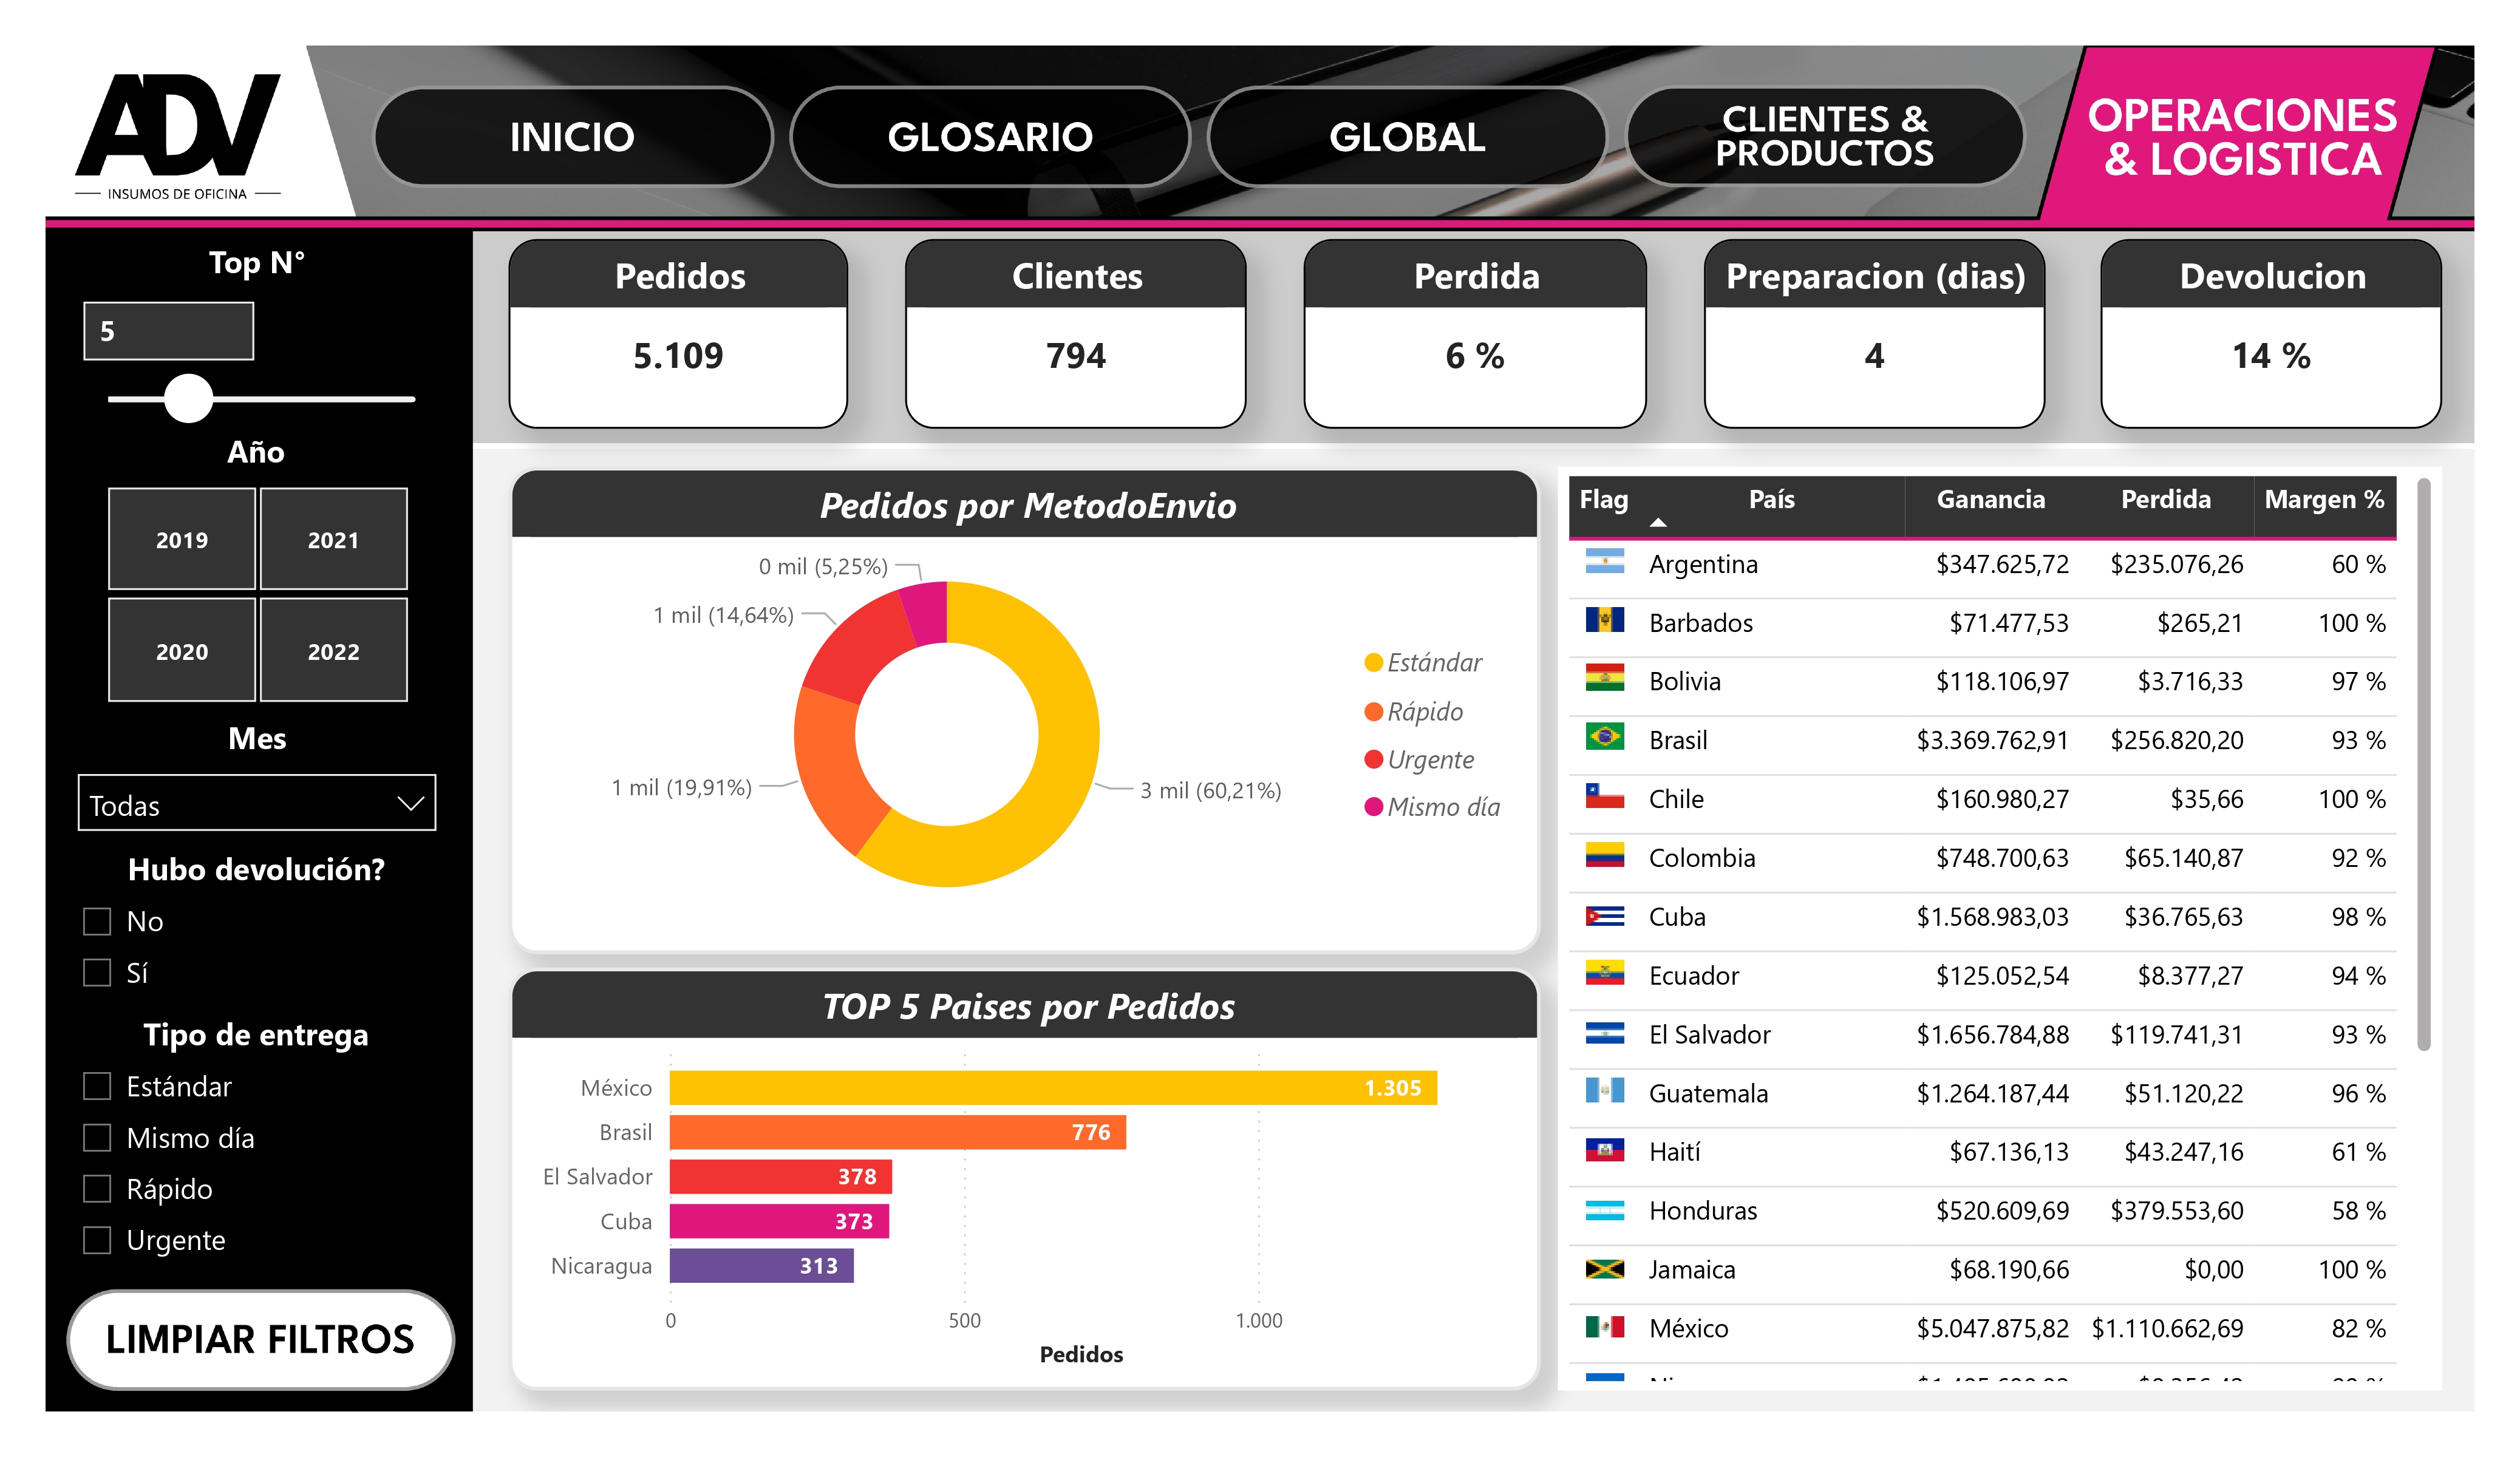 ADV
INSUMOS DE OFICINA
INICIO
GLOSARIO
GLOBAL
CLIENTES &
PRODUCTOS
OPERACIONES
& LOGISTICA
Top N°
5
Año
2019
2021
2020
2022
Mes
Todas
Hubo devolución?
No
Sí
Tipo de entrega
Estándar
Mismo día
Rápido
Urgente
LIMPIAR FILTROS
Pedidos
5.109
Clientes
794
Perdida
6 %
Preparacion (dias)
4
Devolucion
14 %
Pedidos por MetodoEnvio
0 mil (5,25%)
1 mil (14,64%)
1 mil (19,91%)
3 mil (60,21%)
Estándar
Rápido
Urgente
Mismo día
TOP 5 Paises por Pedidos
México 1.305
Brasil 776
El Salvador 378
Cuba 373
Nicaragua 313
0 500 1.000
Pedidos
Flag País Ganancia Perdida Margen %
Argentina $347.625,72 $235.076,26 60 %
Barbados $71.477,53 $265,21 100 %
Bolivia $118.106,97 $3.716,33 97 %
Brasil $3.369.762,91 $256.820,20 93 %
Chile $160.980,27 $35,66 100 %
Colombia $748.700,63 $65.140,87 92 %
Cuba $1.568.983,03 $36.765,63 98 %
Ecuador $125.052,54 $8.377,27 94 %
El Salvador $1.656.784,88 $119.741,31 93 %
Guatemala $1.264.187,44 $51.120,22 96 %
Haití $67.136,13 $43.247,16 61 %
Honduras $520.609,69 $379.553,60 58 %
Jamaica $68.190,66 $0,00 100 %
México $5.047.875,82 $1.110.662,69 82 %